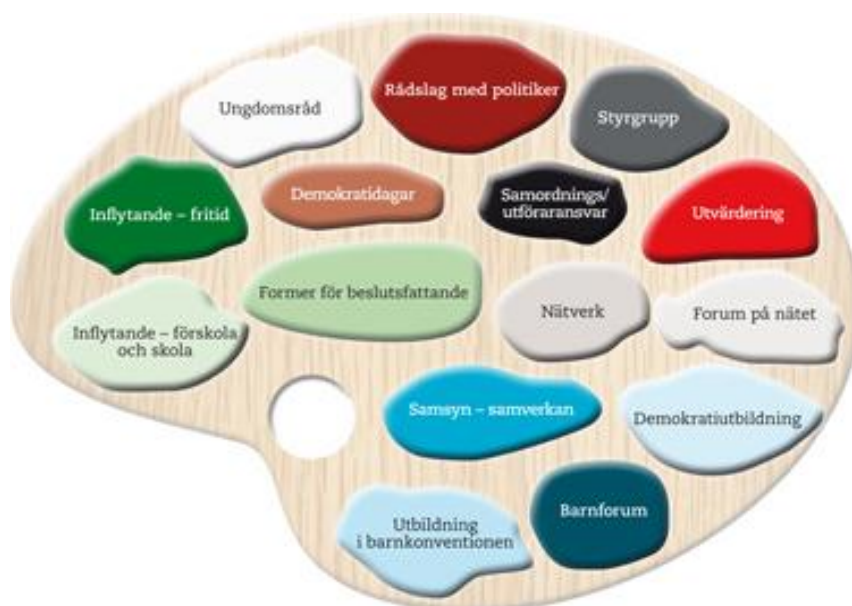 Ungdomsråd
Rådslag med politiker
Styrgrupp
Inflytande – fritid
Demokratidagar
Samordnings/
utföraransvar
Utvärdering
Former för beslutsfattande
Nätverk
Forum på nätet
Inflytande – förskola
och skola
Samsyn – samverkan
Demokratiutbildning
Utbildning
i barnkonventionen
Barnforum